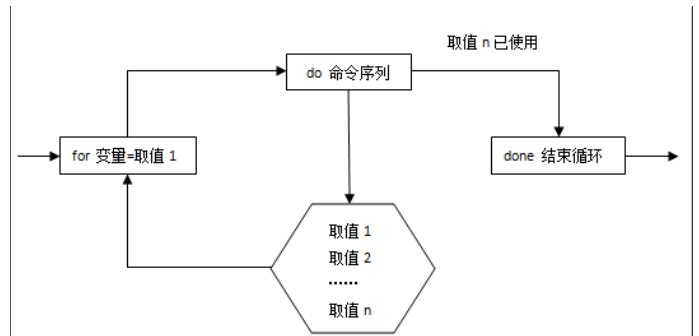 取值 n 已使用
do 命令序列
for 变量=取值 1
done 结束循环
取值 1
取值 2
……
取值 n